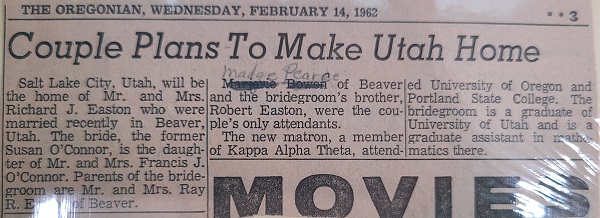 THE OREGONIAN, WEDNESDAY, FEBRUARY 14, 1962 **3
Couple Plans To Make Utah Home
Salt Lake City, Utah, will be
the home of Mr. and Mrs.
Richard J. Easton who were
married recently in Beaver,
Utah. The bride, the former
Susan O'Connor, is the daugh-
ter of Mr. and Mrs. Francis J.
O'Connor. Parents of the bride-
groom are Mr. and Mrs. Ray
R. of Beaver.
Madge Pearce
Bowen of Beaver
and the bridegroom's brother,
Robert Easton, were the cou-
ple's only attendants.
The new matron, a member
of Kappa Alpha Theta, attend-
ed University of Oregon and
Portland State College. The
bridegroom is a graduate of
University of Utah and is a
graduate assistant in mathe-
matics there.
MOVIES